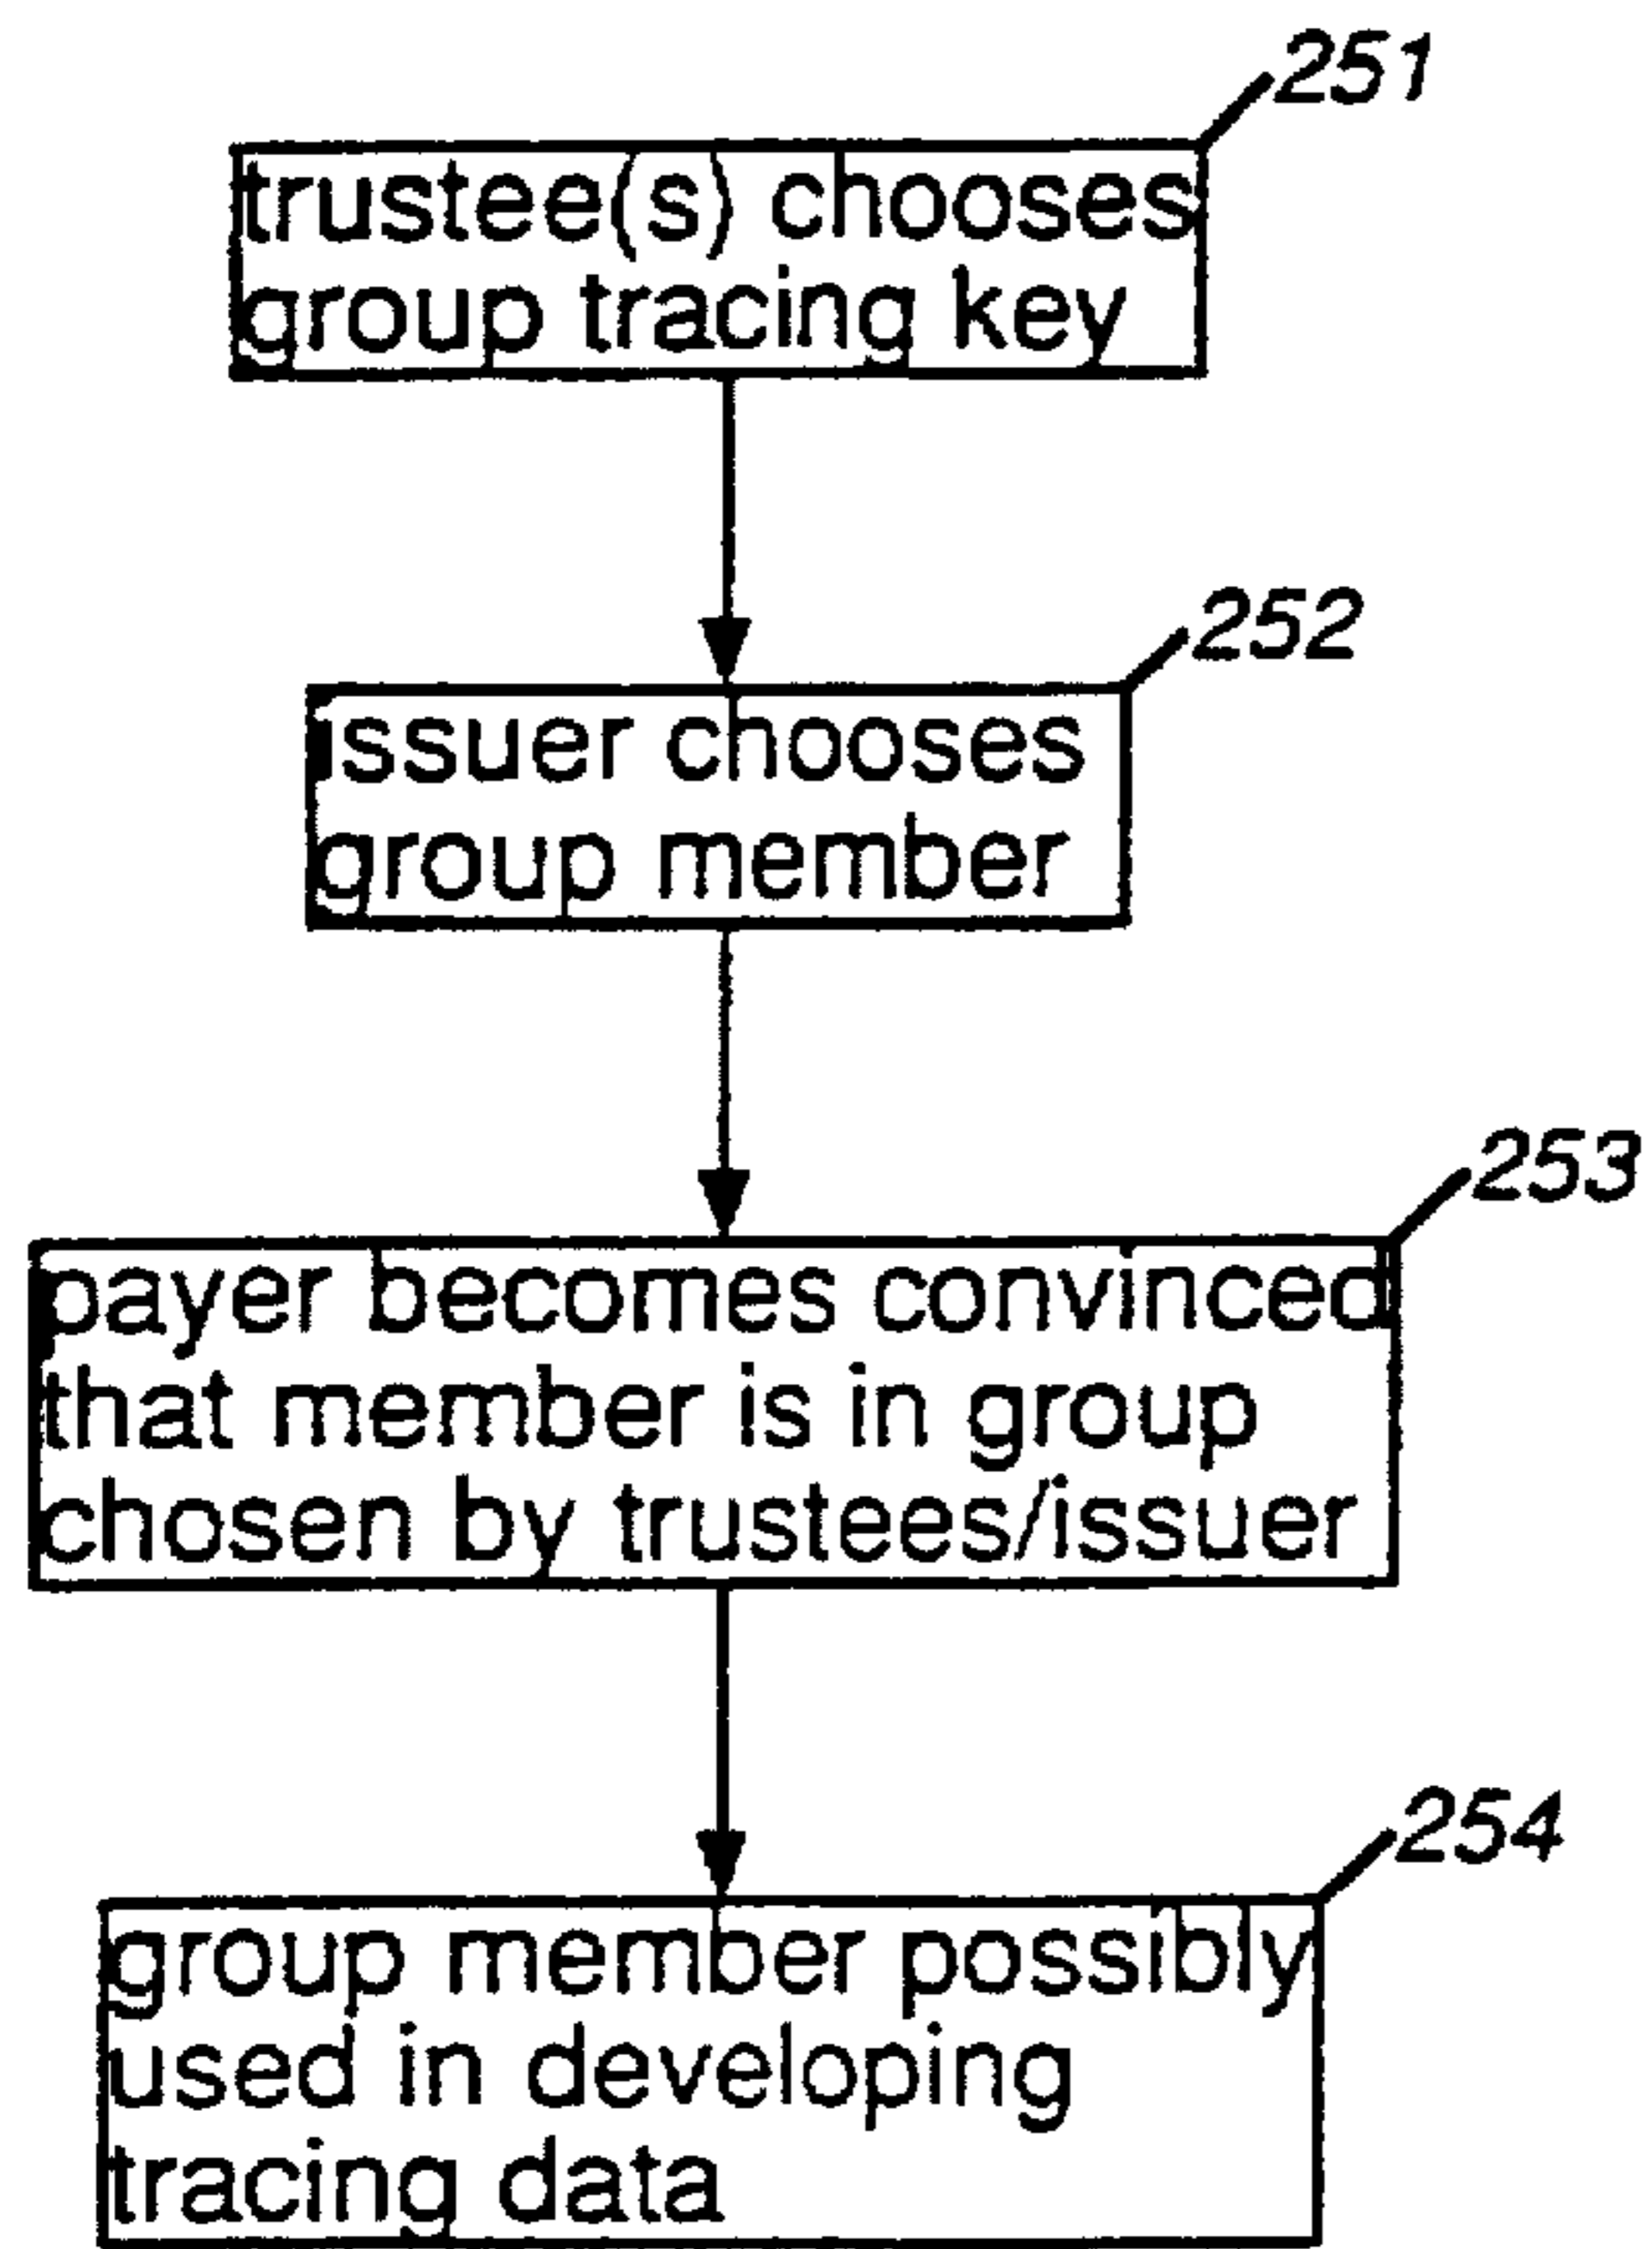 251
trustee(s) chooses
group tracing key
252
issuer chooses
group member
253
payer becomes convinced
that member is in group
chosen by trustees/issuer
254
group member possibly
used in developing
tracing data